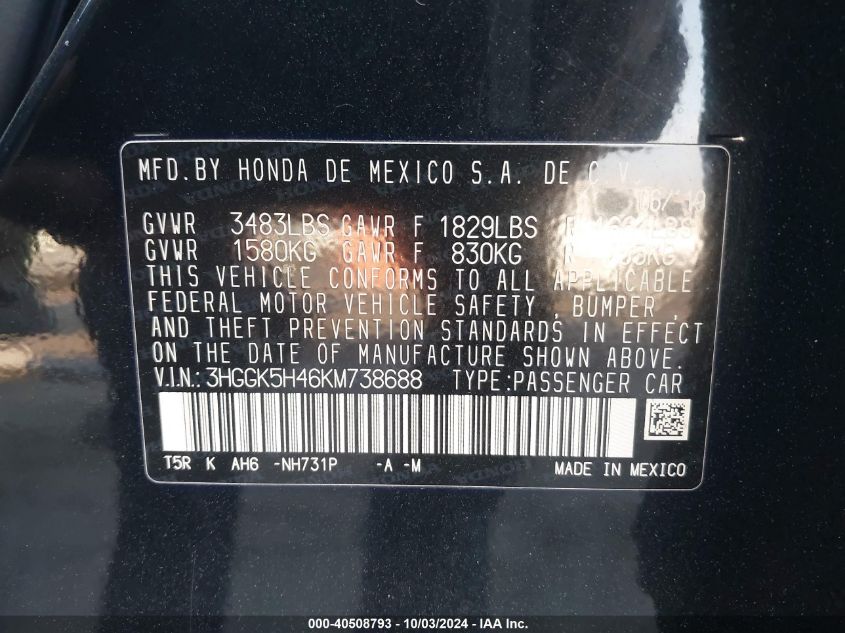 MFD.BY HONDA DE MEXICO S.A. DE C.V.
GVWR 3483LBS GAWR F 1829LBS
GVWR 1580KG GAWR F 830KG
THIS VEHICLE CONFORMS TO ALL APPLICABLE
FEDERAL MOTOR VEHICLE SAFETY , BUMPER ,
AND THEFT PREVENTION STANDARDS IN EFFECT
ON THE DATE OF MANUFACTURE SHOWN ABOVE.
V.I.N.: 3HGGK5H46KM738688 TYPE:PASSENGER CAR
T5R K AH6 -NH731P -A -M MADE IN MEXICO
000-40508793 - 10/03/2024 - IAA Inc.